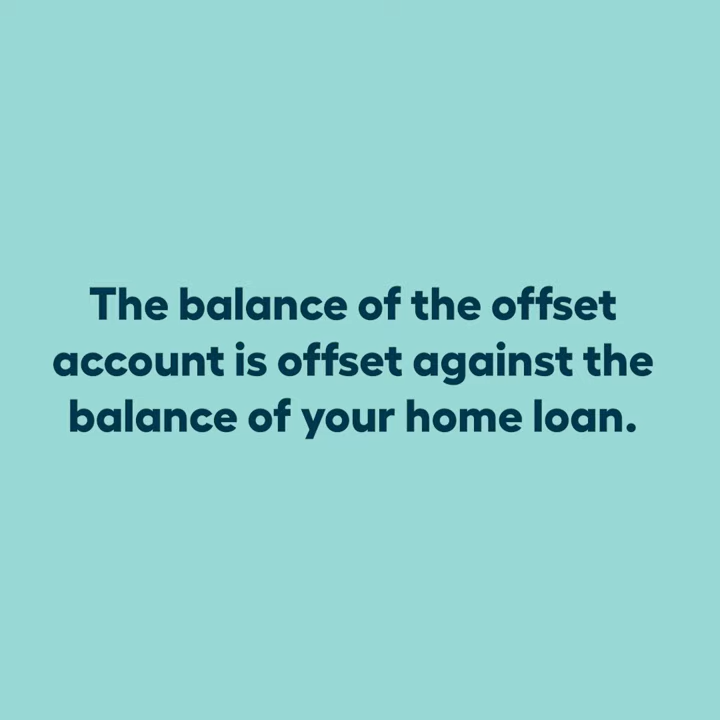 The balance of the offset
account is offset against the
balance of your home loan.